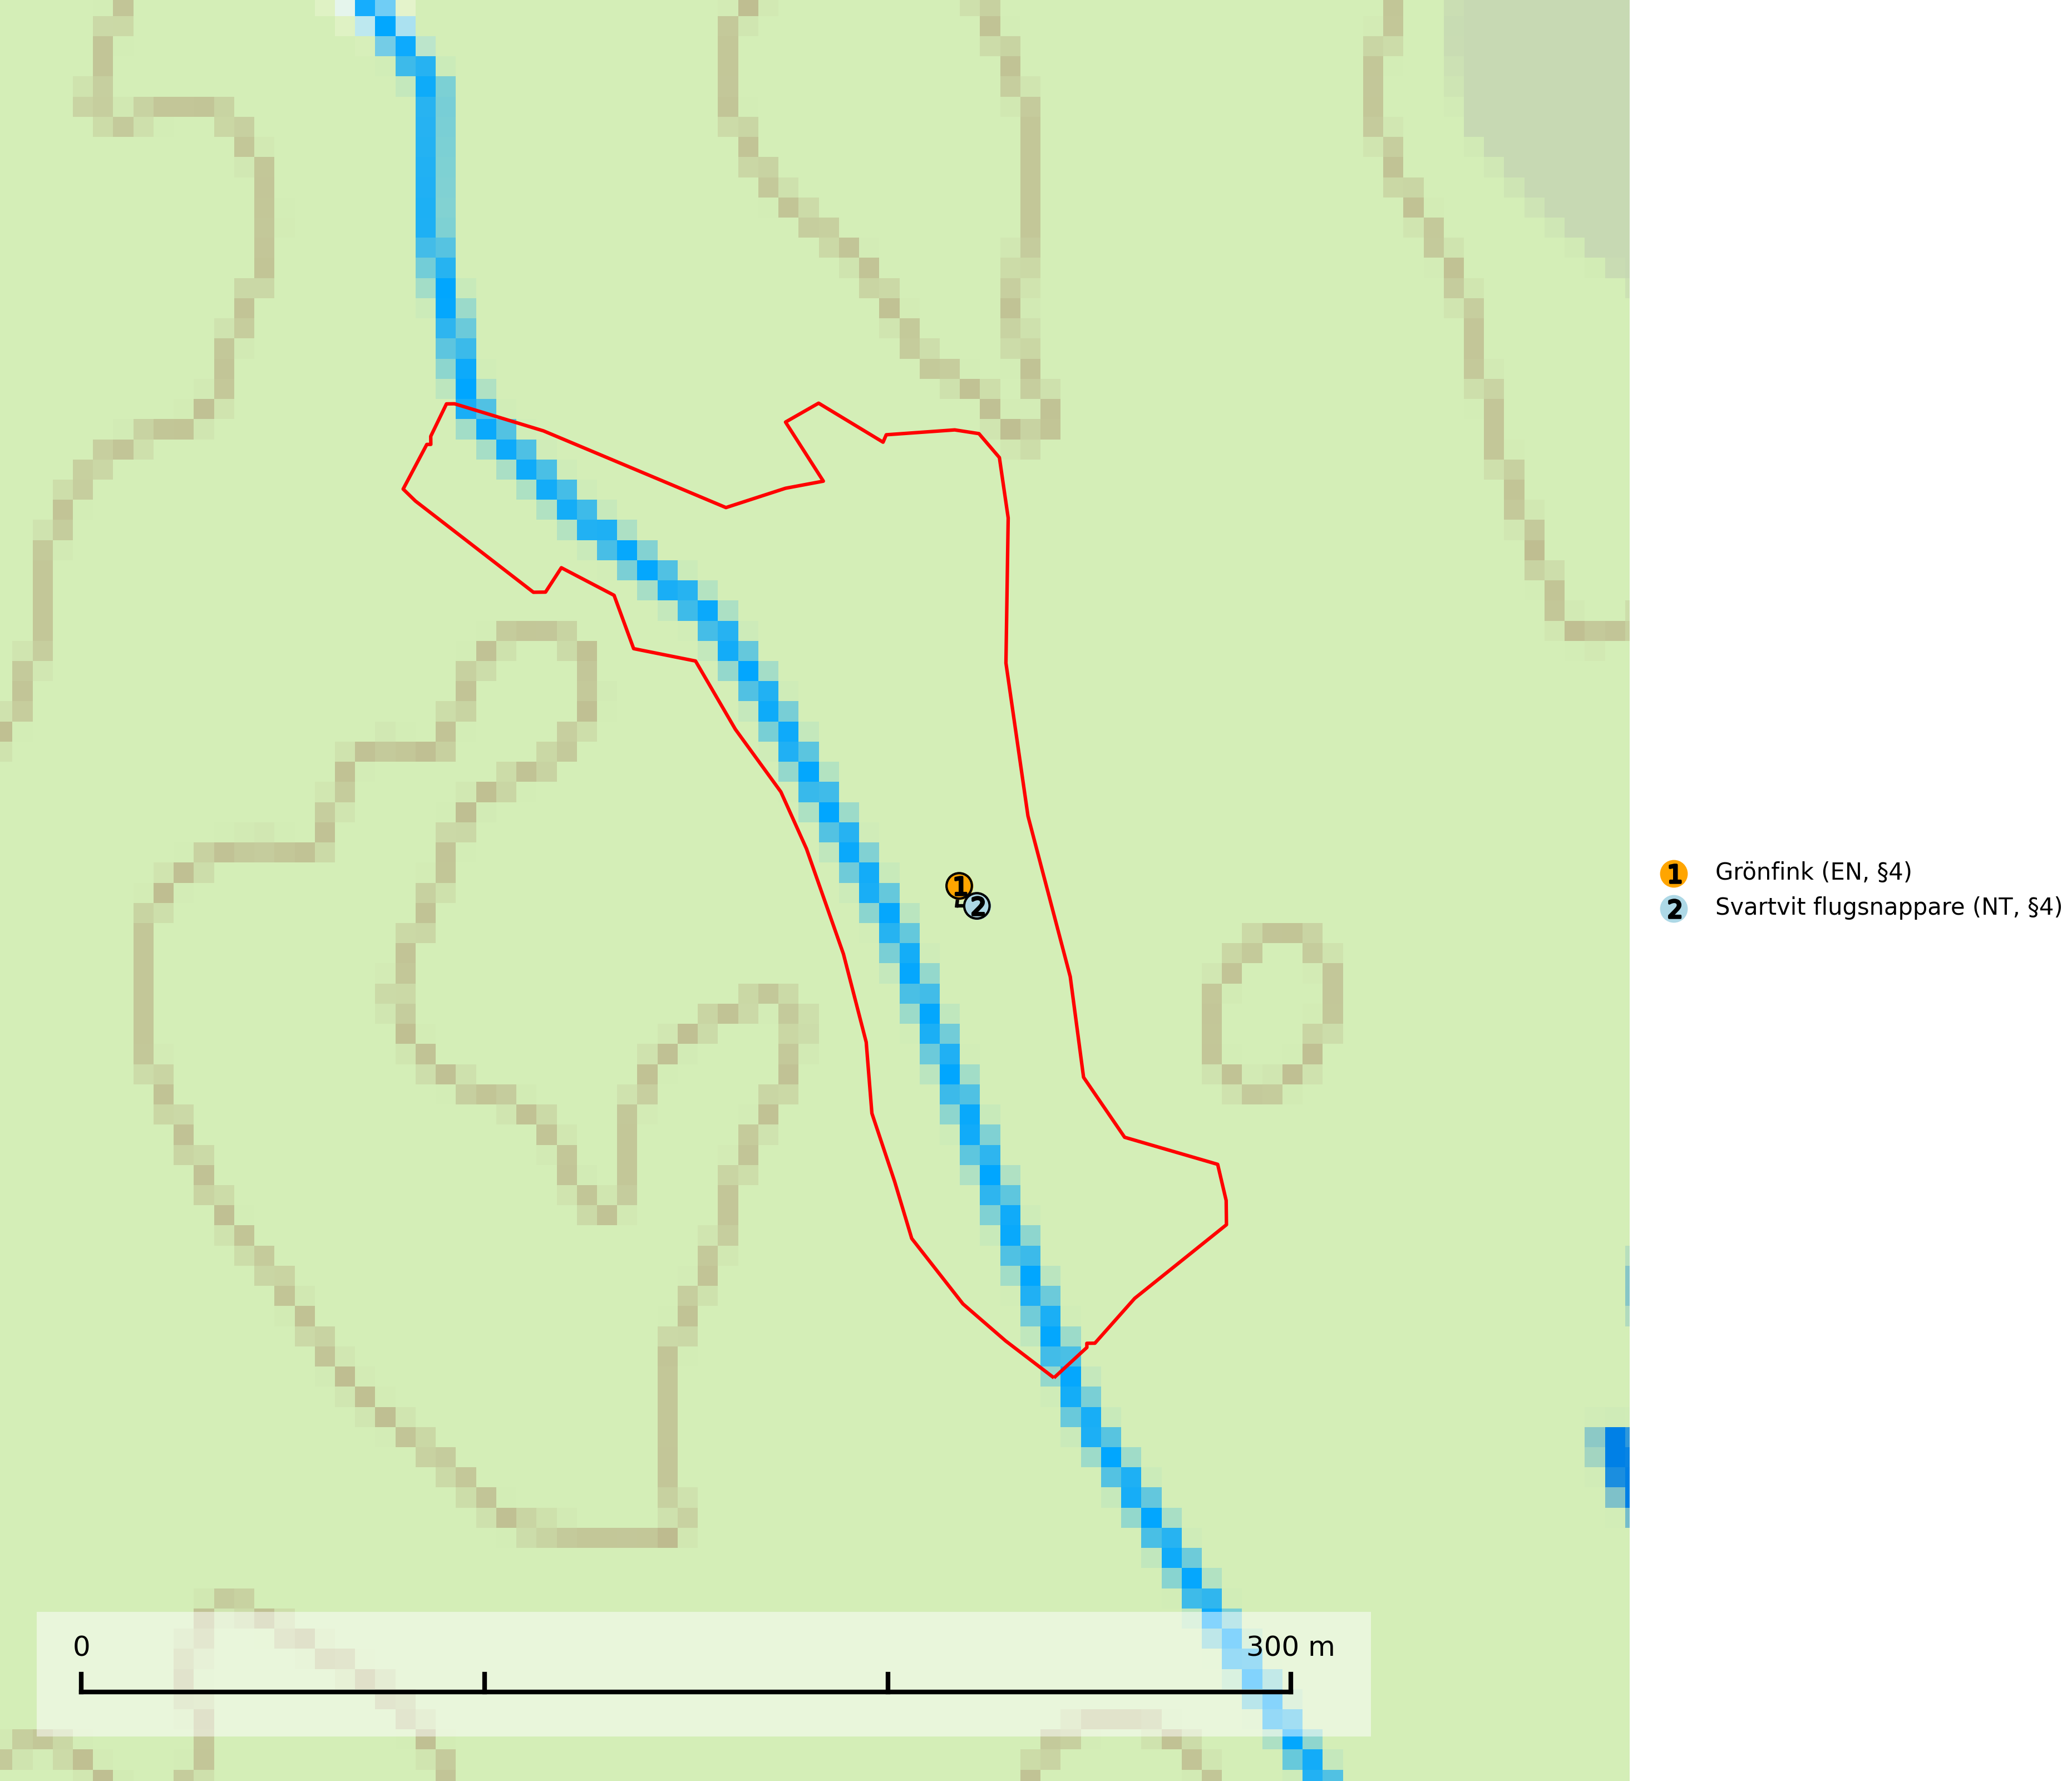 1
2
1 Grönfink (EN, §4)
2 Svartvit flugsnappare (NT, §4)
0 300 m